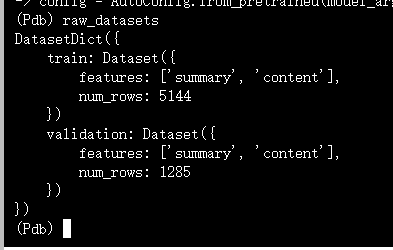 -> config = AutoConfig.from_pretrained(model_ar
(Pdb) raw_datasets
DatasetDict({
    train: Dataset({
        features: ['summary', 'content'],
        num_rows: 5144
    })
    validation: Dataset({
        features: ['summary', 'content'],
        num_rows: 1285
    })
})
(Pdb)